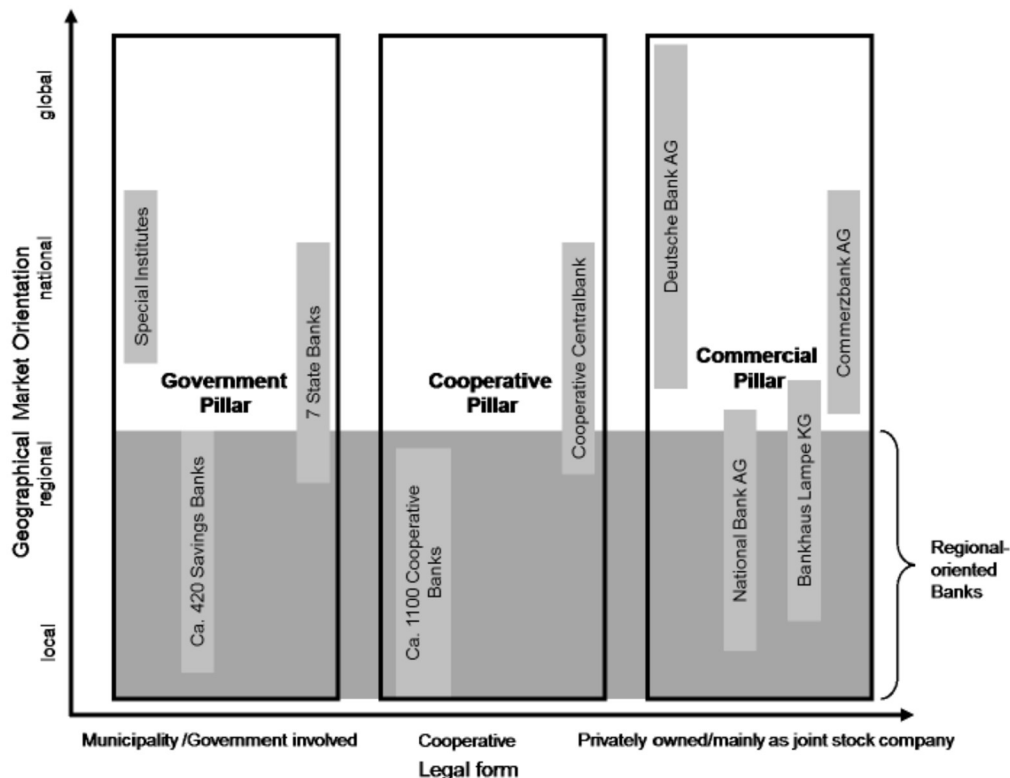 Geographical Market Orientation
global
national
regional
local
Special Institutes
7 State Banks
Government
Pillar
Ca. 420 Savings Banks
Cooperative Centralbank
Cooperative
Pillar
Ca. 1100 Cooperative
Banks
Deutsche Bank AG
Commerzbank AG
Commercial
Pillar
National Bank AG
Bankhaus Lampe KG
Regional-
oriented
Banks
Municipality /Government involved
Cooperative
Privately owned/mainly as joint stock company
Legal form